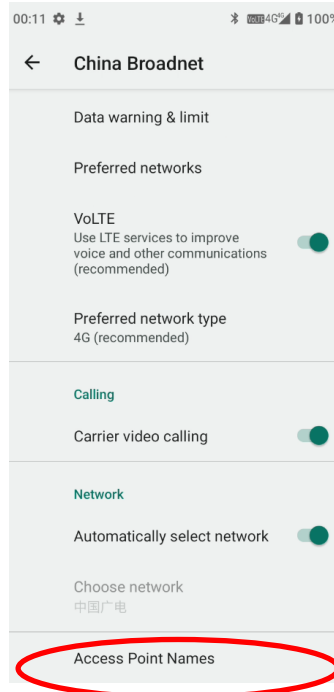 00:11 4G 100%
China Broadnet
Data warning & limit
Preferred networks
VoLTE
Use LTE services to improve
voice and other communications
(recommended)
Preferred network type
4G (recommended)
Calling
Carrier video calling
Network
Automatically select network
Choose network
中国广电
Access Point Names